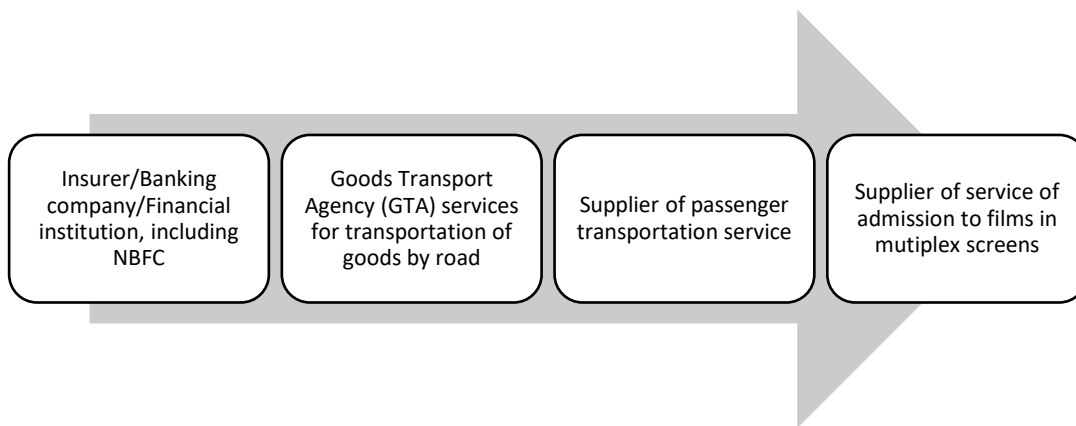 Insurer/Banking
company/Financial
institution, including
NBFC
Goods Transport
Agency (GTA) services
for transportation of
goods by road
Supplier of passenger
transportation service
Supplier of service of
admission to films in
mutiplex screens